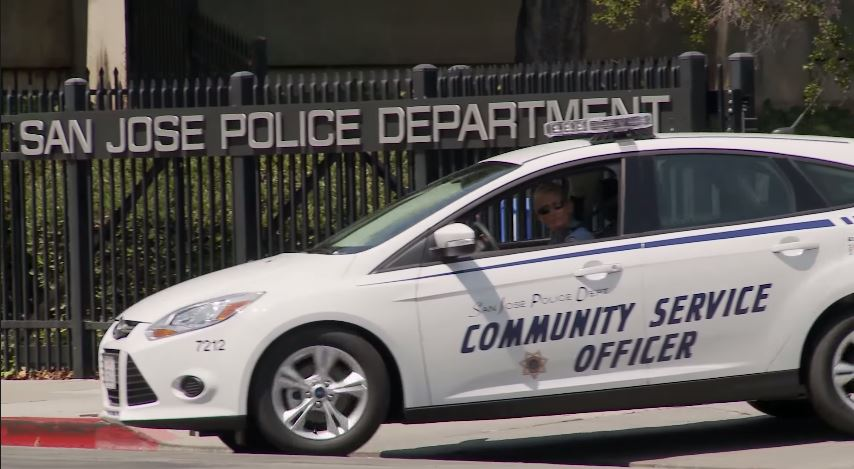 SAN JOSE POLICE DEPARTMENT
SAN JOSE POLICE DEPT
COMMUNITY SERVICE
OFFICER
7212